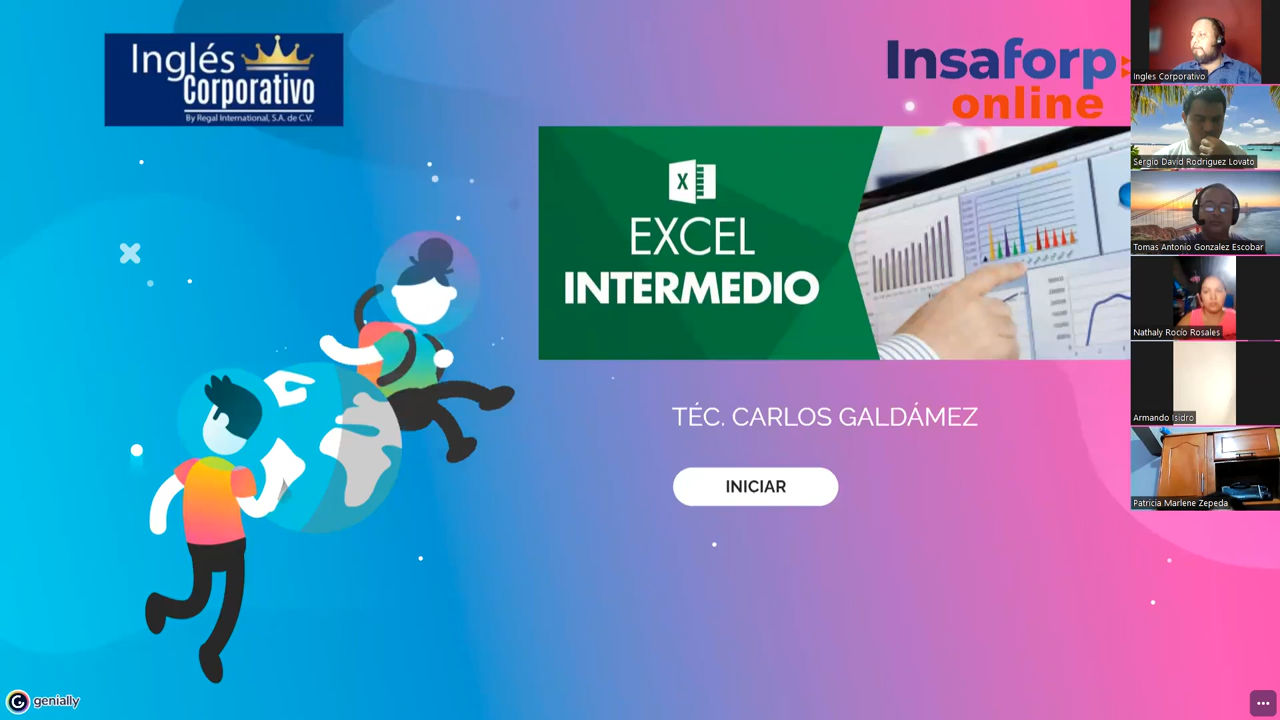 Inglés
Corporativo
By Regal International, S.A. de C.V.
Insaforp
online
X
EXCEL
INTERMEDIO
TÉC. CARLOS GALDÁMEZ
INICIAR
genially
Ingles Corporativo
Sergio David Rodriguez Lovato
Tomas Antonio Gonzalez Escobar
Nathaly Rocío Rosales
Armando Isidro
Patricia Marlene Zepeda